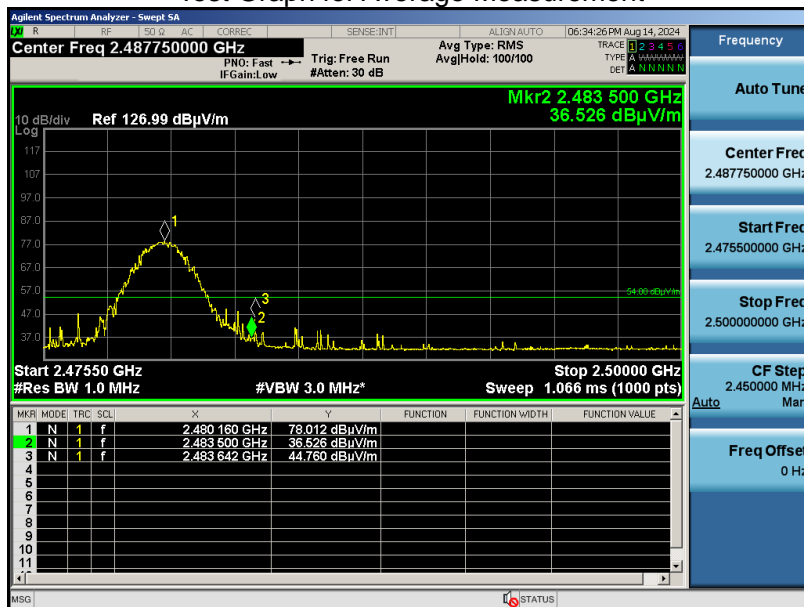 Test Graph for Average Measurement
Agilent Spectrum Analyzer - Swept SA
LXI R RF 50 Ω AC CORREC SENSE:INT ALIGN AUTO 06:34:26 PM Aug 14, 2024
Center Freq 2.487750000 GHz
PNO: Fast
IFGain:Low
Trig: Free Run
#Atten: 30 dB
Avg Type: RMS
Avg|Hold: 100/100
TRACE 1 2 3 4 5 6
TYPE A WWWWW
DET A N N N N N
Mkr2 2.483 500 GHz
36.526 dBµV/m
10 dB/div Ref 126.99 dBµV/m
Log
117
107
97.0
87.0
77.0
67.0
57.0
47.0
37.0
1
3
2
54.00 dBµV/m
Start 2.47550 GHz Stop 2.50000 GHz
#Res BW 1.0 MHz #VBW 3.0 MHz* Sweep 1.066 ms (1000 pts)
MKR MODE TRC SCL X Y FUNCTION FUNCTION WIDTH FUNCTION VALUE
1 N 1 f 2.480 160 GHz 78.012 dBµV/m
2 N 1 f 2.483 500 GHz 36.526 dBµV/m
3 N 1 f 2.483 642 GHz 44.760 dBµV/m
4
5
6
7
8
9
10
11
MSG STATUS
Frequency
Auto Tune
Center Freq
2.487750000 GHz
Start Freq
2.475500000 GHz
Stop Freq
2.500000000 GHz
CF Step
2.450000 MHz
Auto Man
Freq Offset
0 Hz